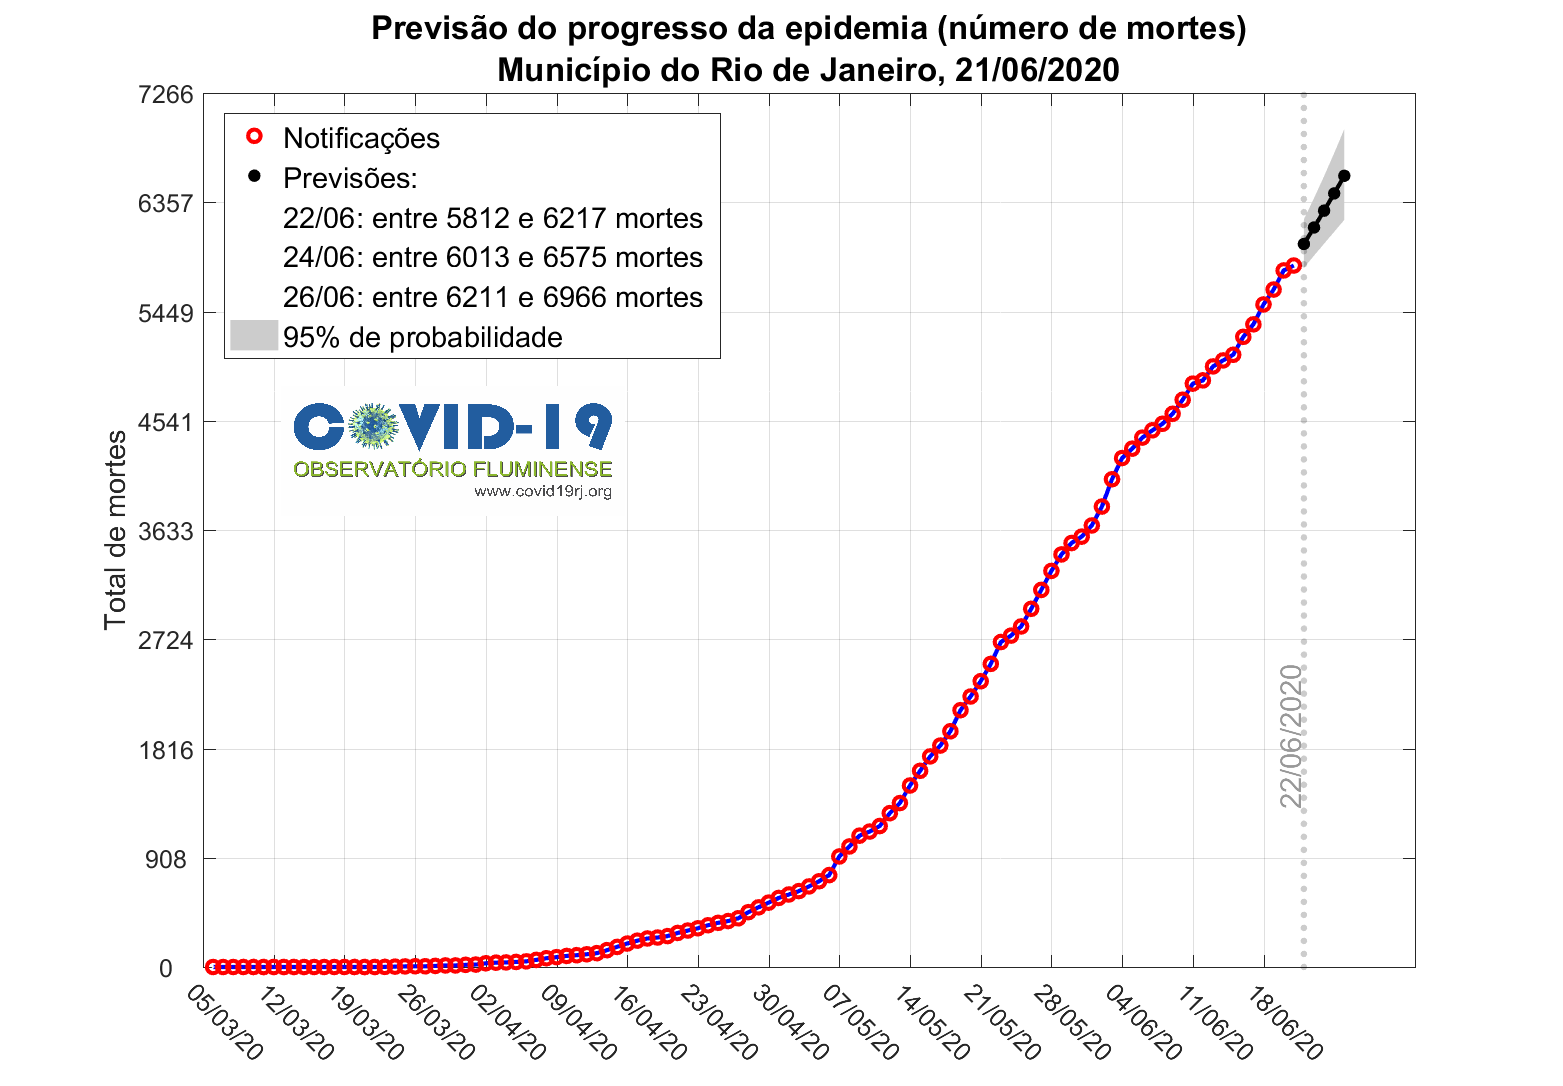 Previsão do progresso da epidemia (número de mortes)
Município do Rio de Janeiro, 21/06/2020
7266
6357
5449
4541
3633
2724
1816
908
0
Total de mortes
Notificações
Previsões:
22/06: entre 5812 e 6217 mortes
24/06: entre 6013 e 6575 mortes
26/06: entre 6211 e 6966 mortes
95% de probabilidade
COVID-19
OBSERVATÓRIO FLUMINENSE
www.covid19rj.org
22/06/2020
05/03/20
12/03/20
19/03/20
26/03/20
02/04/20
09/04/20
16/04/20
23/04/20
30/04/20
07/05/20
14/05/20
21/05/20
28/05/20
04/06/20
11/06/20
18/06/20